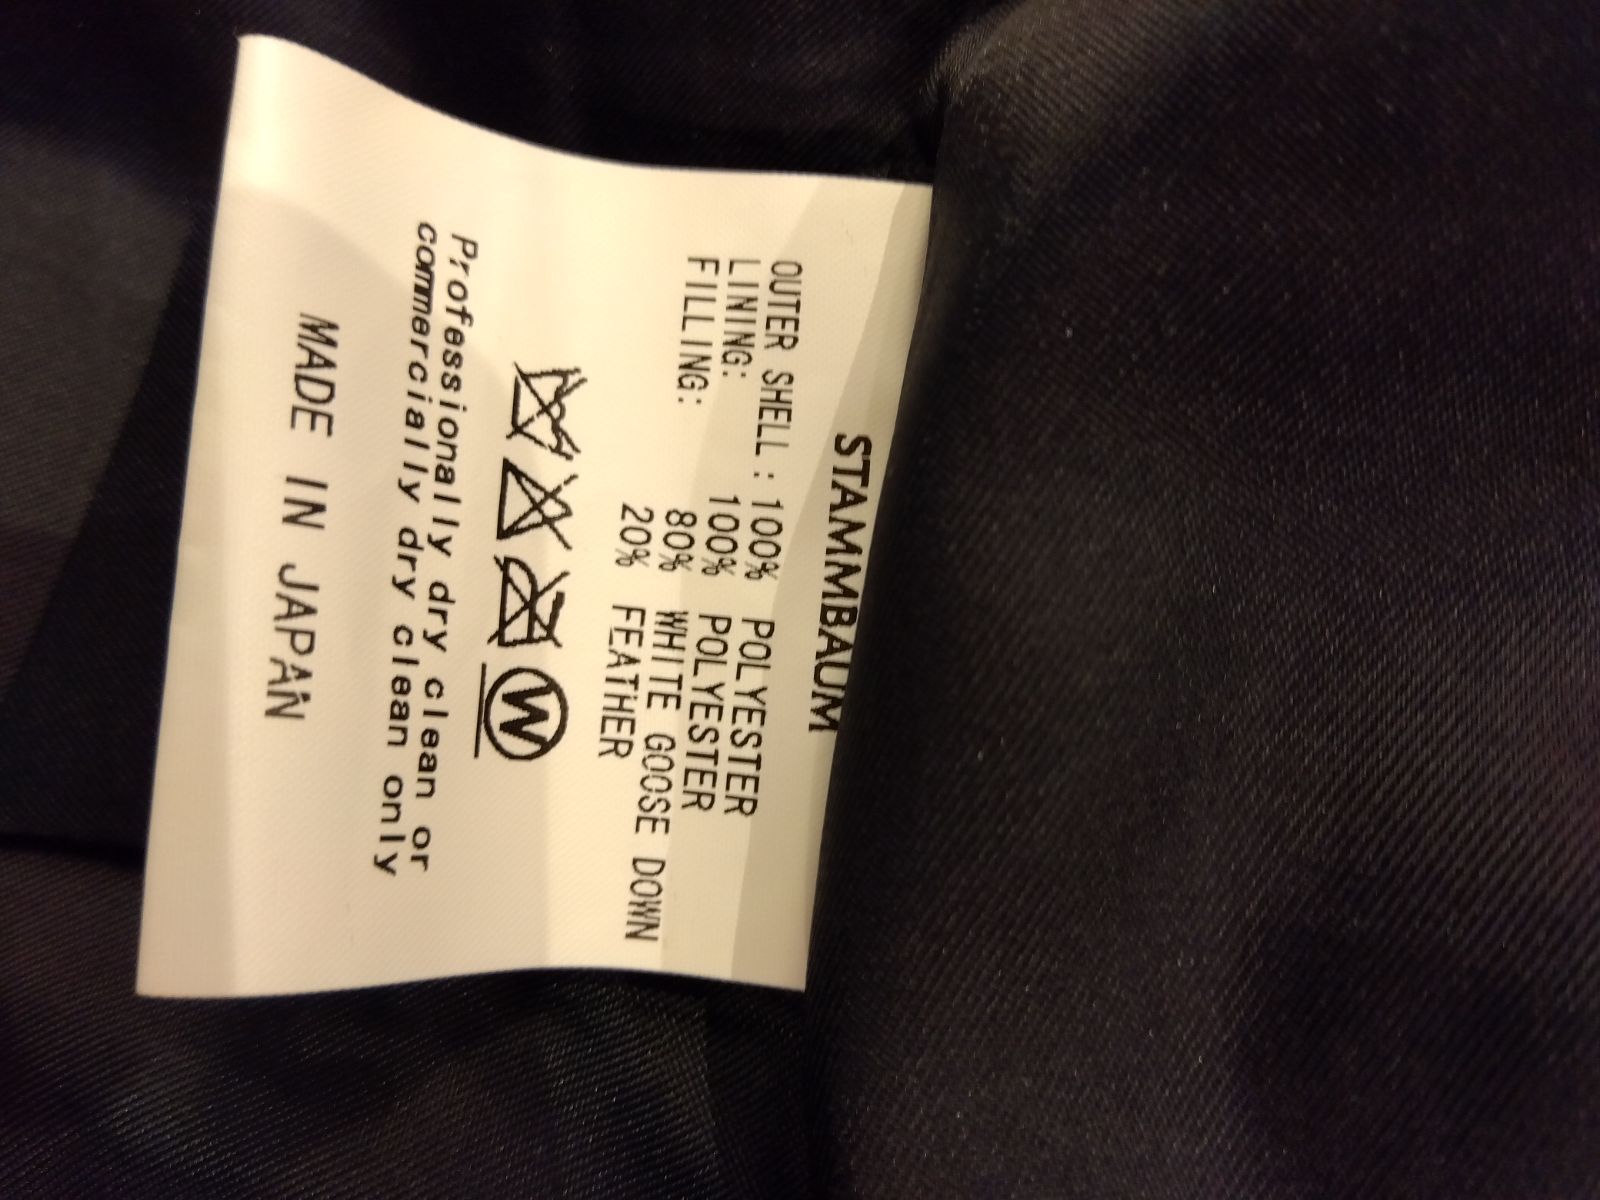 STAMMBAUM
OUTER SHELL: 100% POLYESTER
LINING: 100% POLYESTER
FILLING: 80% WHITE GOOSE DOWN
20% FEATHER
W
Professionally dry clean or
commercially dry clean only
MADE IN JAPAN